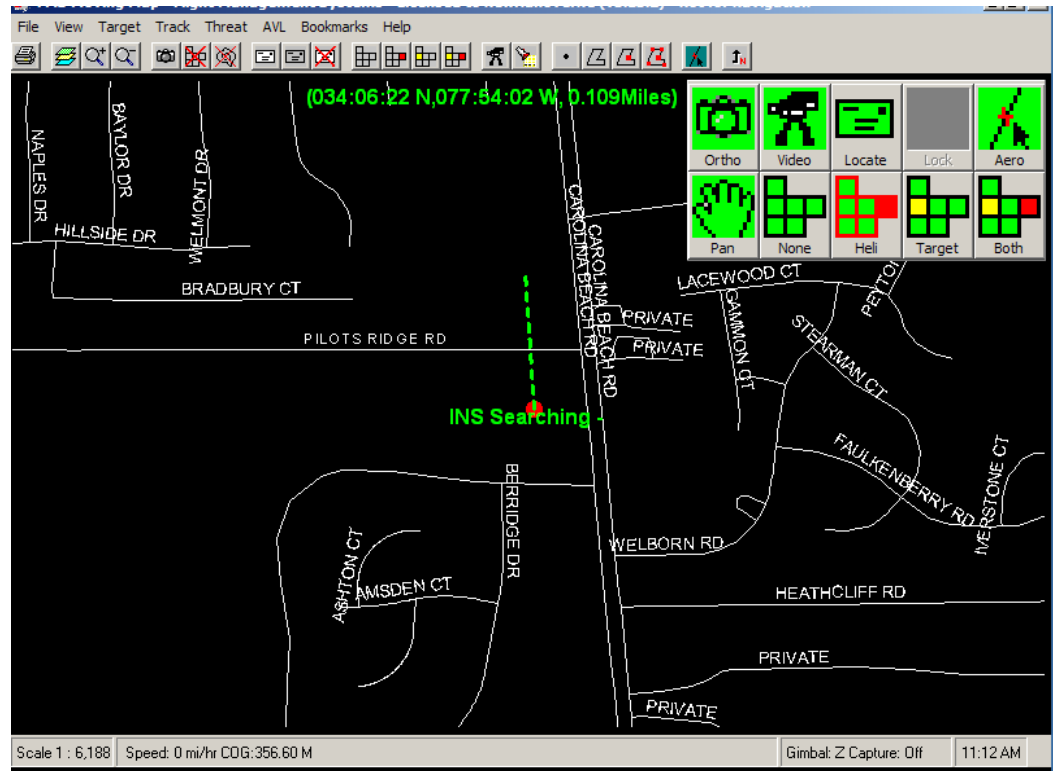 File View Target Track Threat AVL Bookmarks Help
(034:06:22 N,077:54:02 W, 0.109Miles)
Ortho Video Locate Lock Aero
Pan None Heli Target Both
NAPLES DR
BAYLOR DR
WELMONT DR
HILLSIDE DR
BRADBURY CT
PILOTS RIDGE RD
CAROLINA BEACH RD
CAROLINA BEACH RD
PRIVATE
PRIVATE
LACEWOOD CT
GAMMON CT
PEYTON
STEARMAN CT
INS Searching -
FAULKENBERRY RD
IVERSTONE CT
BERRIDGE DR
ASHTON CT
AMSDEN CT
WELBORN RD
HEATHCLIFF RD
PRIVATE
PRIVATE
Scale 1 : 6,188 Speed: 0 mi/hr COG:356.60 M Gimbal: Z Capture: Off 11:12 AM